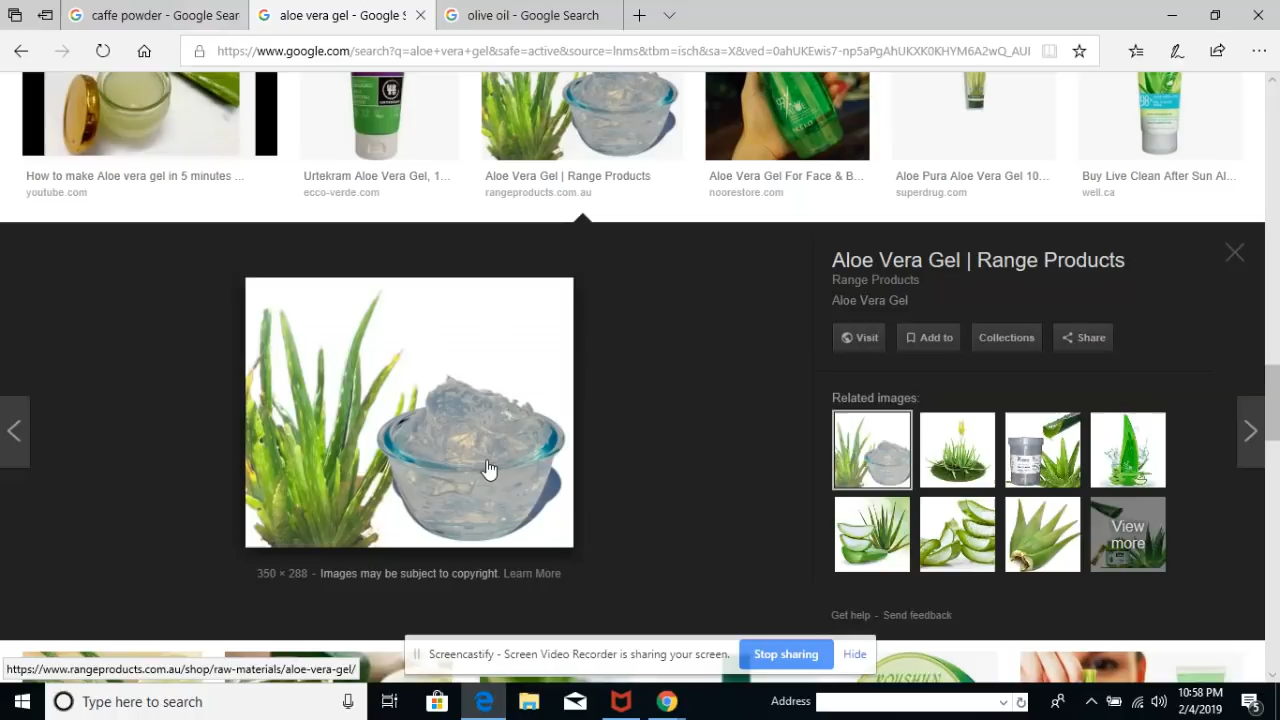 caffe powder - Google Sear
aloe vera gel - Google S
olive oil - Google Search
https://www.google.com/search?q=aloe+vera+gel&safe=active&source=lnms&tbm=isch&sa=X&ved=0ahUKEwis7-np5aPgAhUKXK0KHYM6A2wQ_AUI
How to make Aloe vera gel in 5 minutes ...
youtube.com
Urtekram Aloe Vera Gel, 1...
ecco-verde.com
Aloe Vera Gel | Range Products
rangeproducts.com.au
Aloe Vera Gel For Face & B...
noorestore.com
Aloe Pura Aloe Vera Gel 10...
superdrug.com
Buy Live Clean After Sun Al...
well.ca
Aloe Vera Gel | Range Products
Range Products
Aloe Vera Gel
Visit
Add to
Collections
Share
Related images:
View more
350 × 288 - Images may be subject to copyright. Learn More
Get help - Send feedback
Screencastify - Screen Video Recorder is sharing your screen.
Stop sharing
Hide
https://www.rangeproducts.com.au/shop/raw-materials/aloe-vera-gel/
Type here to search
Address
10:58 PM
2/4/2019
5